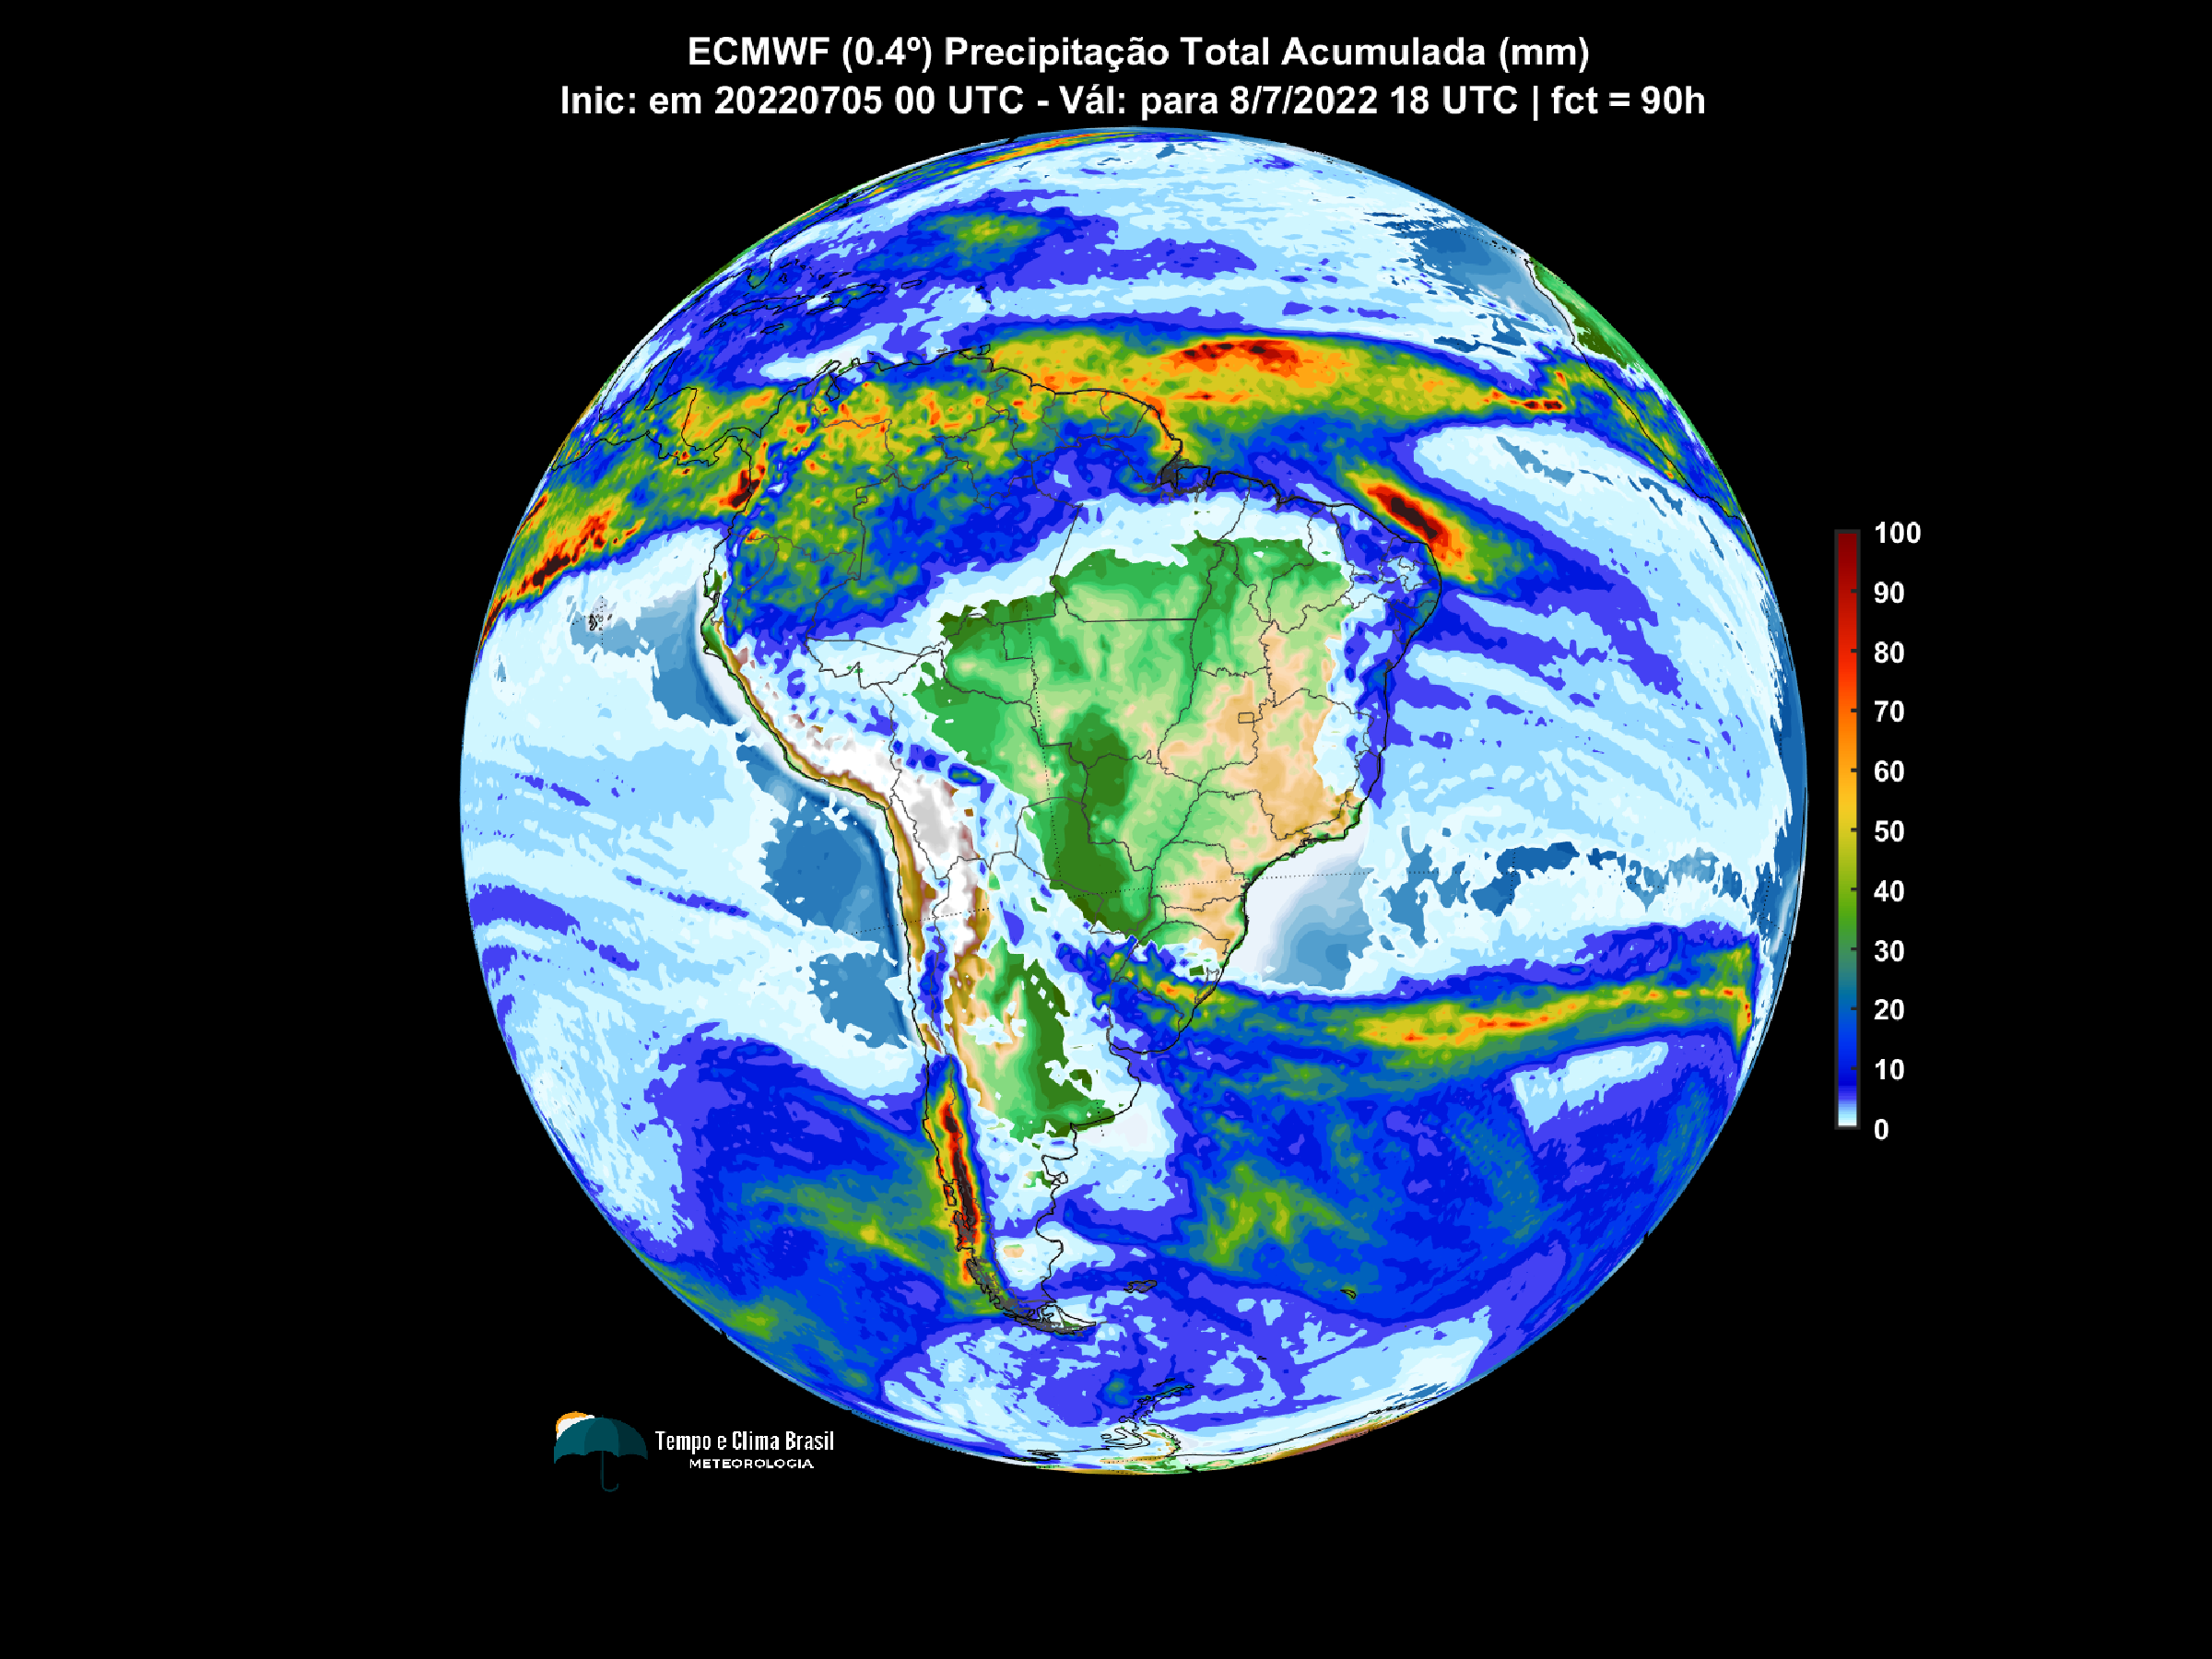 ECMWF (0.4º) Precipitação Total Acumulada (mm)
Inic: em 20220705 00 UTC - Vál: para 8/7/2022 18 UTC | fct = 90h
100
90
80
70
60
50
40
30
20
10
0
Tempo e Clima Brasil
METEOROLOGIA